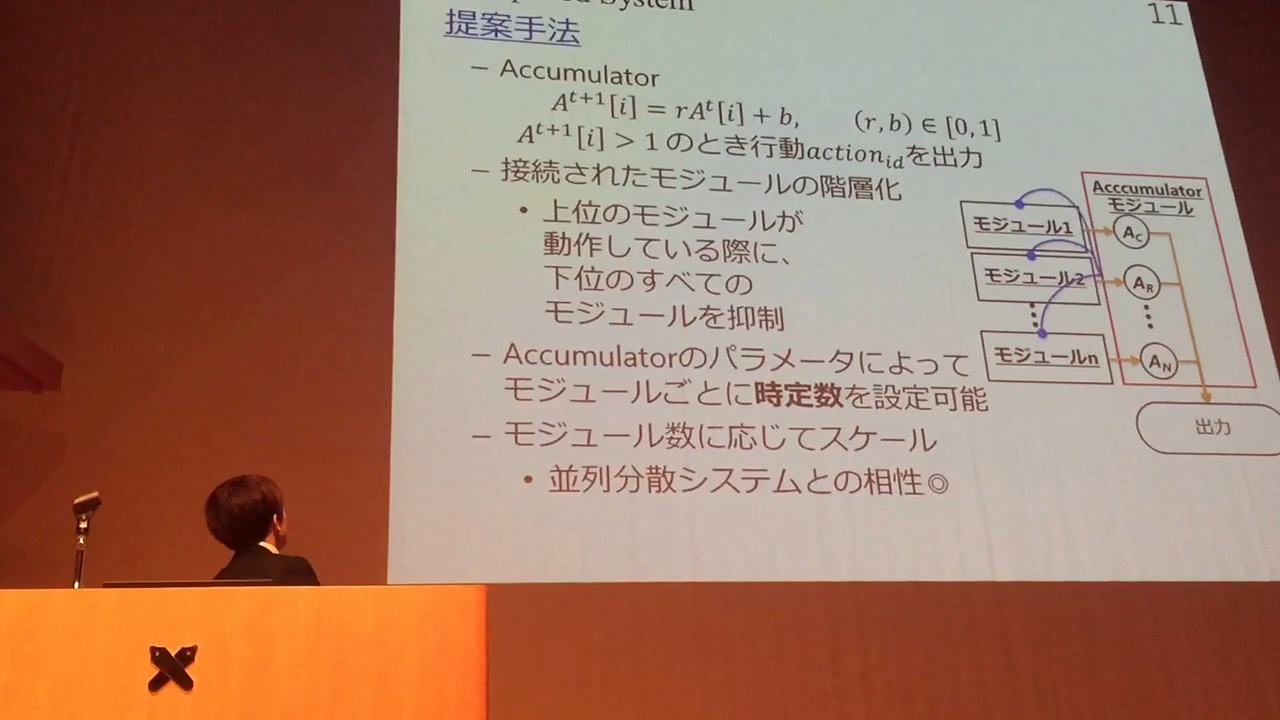 System
11
提案手法
– Accumulator
A^{t+1}[i] = rA^t[i] + b, (r, b) ∈ [0,1]
A^{t+1}[i] > 1 のとき行動action_{id}を出力
– 接続されたモジュールの階層化
• 上位のモジュールが
動作している際に、
下位のすべての
モジュールを抑制
– Accumulatorのパラメータによって
モジュールごとに時定数を設定可能
– モジュール数に応じてスケール
• 並列分散システムとの相性◎
Acccumulator
モジュール
モジュール1
A_C
モジュール2
A_R
モジュールn
A_N
出力